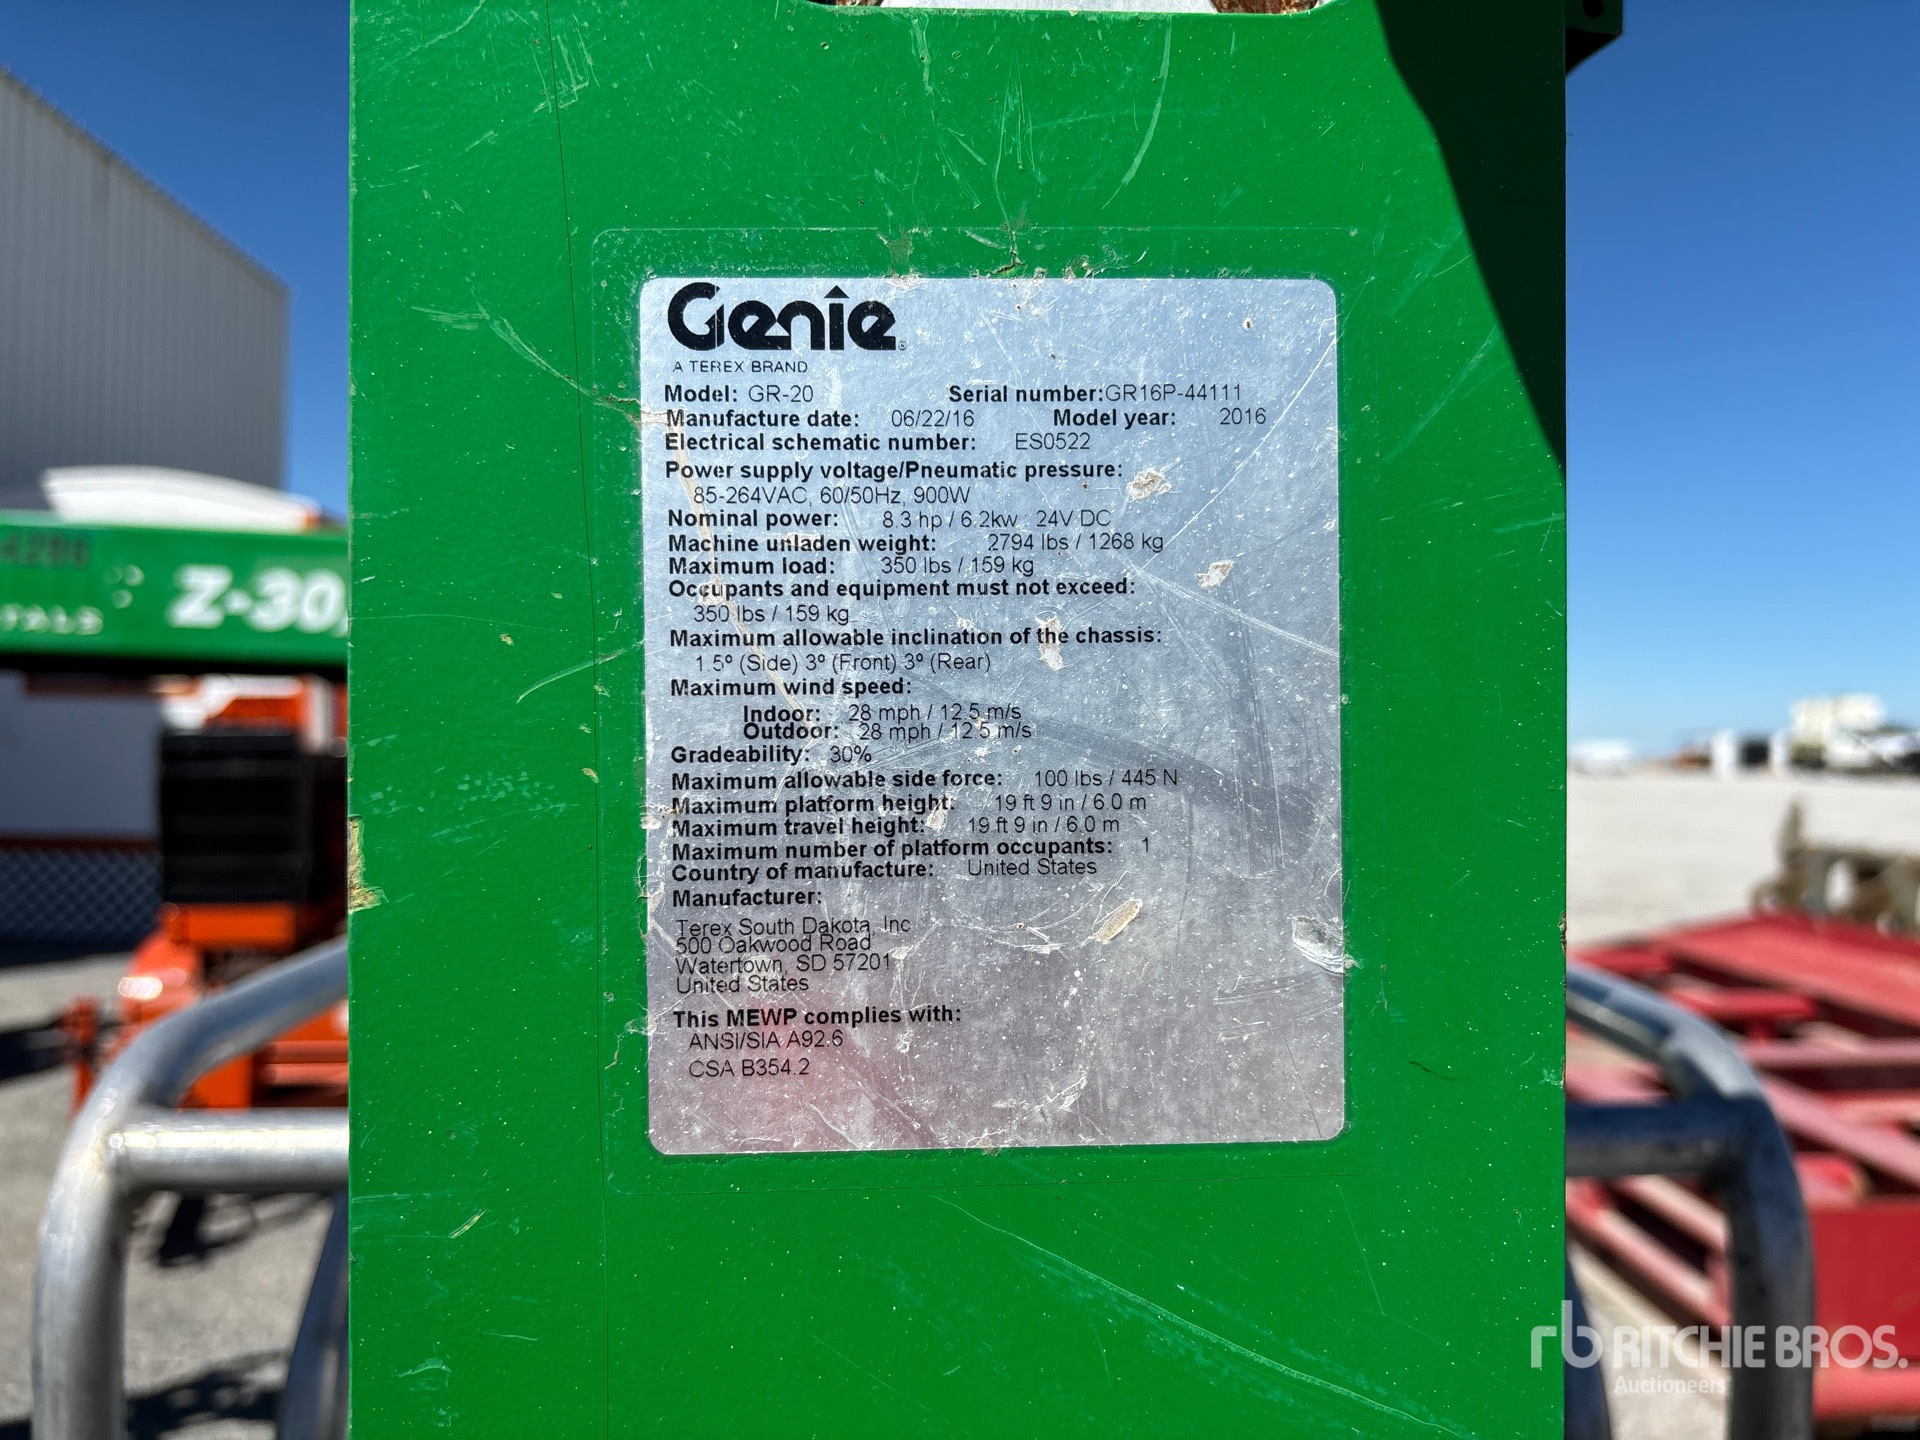 Genie
A TEREX BRAND
Model: GR-20 Serial number:GR16P-44111
Manufacture date: 06/22/16 Model year: 2016
Electrical schematic number: ES0522
Power supply voltage/Pneumatic pressure:
85-264VAC, 60/50Hz, 900W
Nominal power: 8.3 hp / 6.2kw 24V DC
Machine unladen weight: 2794 lbs / 1268 kg
Maximum load: 350 lbs / 159 kg
Occupants and equipment must not exceed:
350 lbs / 159 kg
Maximum allowable inclination of the chassis:
1.5º (Side) 3º (Front) 3º (Rear)
Maximum wind speed:
Indoor: 28 mph / 12.5 m/s
Outdoor: 28 mph / 12.5 m/s
Gradeability: 30%
Maximum allowable side force: 100 lbs / 445 N
Maximum platform height: 19 ft 9 in / 6.0 m
Maximum travel height: 19 ft 9 in / 6.0 m
Maximum number of platform occupants: 1
Country of manufacture: United States
Manufacturer:
Terex South Dakota, Inc
500 Oakwood Road
Watertown, SD 57201
United States
This MEWP complies with:
ANSI/SIA A92.6
CSA B354.2
Z-30
rb RITCHIE BROS.
Auctioneers